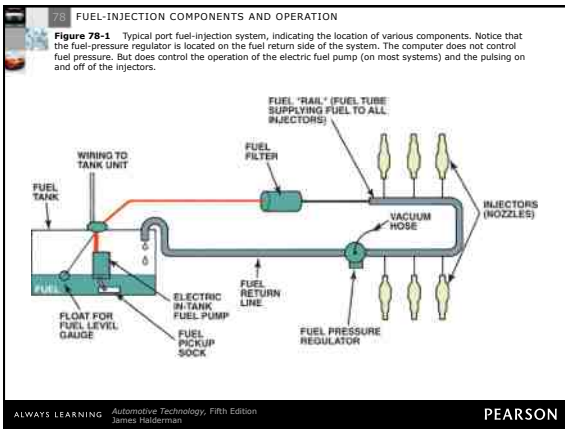 78 FUEL-INJECTION COMPONENTS AND OPERATION
Figure 78-1 Typical port fuel-injection system, indicating the location of various components. Notice that
the fuel-pressure regulator is located on the fuel return side of the system. The computer does not control
fuel pressure. But does control the operation of the electric fuel pump (on most systems) and the pulsing on
and off of the injectors.
FUEL "RAIL" (FUEL TUBE
SUPPLYING FUEL TO ALL
INJECTORS)
FUEL
FILTER
WIRING TO
TANK UNIT
FUEL
TANK
INJECTORS
(NOZZLES)
VACUUM
HOSE
FUEL
ELECTRIC
IN-TANK
FUEL PUMP
FUEL
RETURN
LINE
FLOAT FOR
FUEL LEVEL
GAUGE
FUEL
PICKUP
SOCK
FUEL PRESSURE
REGULATOR
ALWAYS LEARNING
Automotive Technology, Fifth Edition
James Halderman
PEARSON